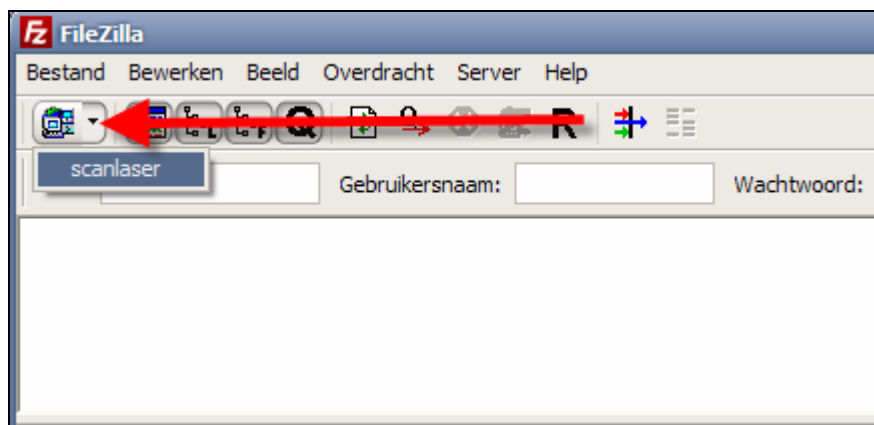 FileZilla
Bestand Bewerken Beeld Overdracht Server Help
L F Q R
scanlaser
Gebruikersnaam: Wachtwoord: